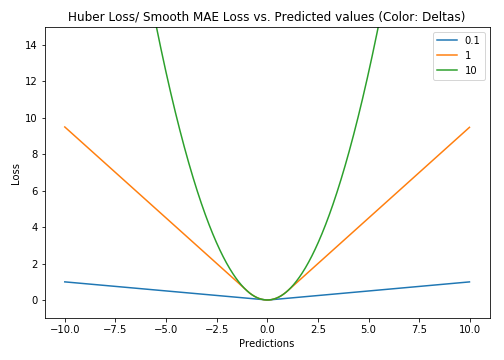 Huber Loss/ Smooth MAE Loss vs. Predicted values (Color: Deltas)
0.1
1
10
14
12
10
8
6
4
2
0
Loss
−10.0 −7.5 −5.0 −2.5 0.0 2.5 5.0 7.5 10.0
Predictions